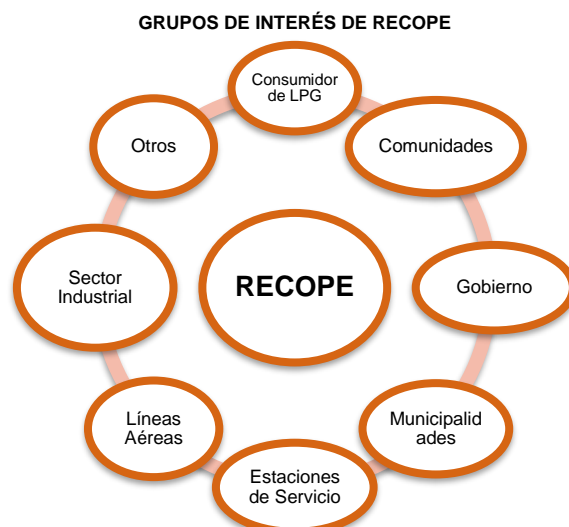 GRUPOS DE INTERÉS DE RECOPE
Consumidor
de LPG
Comunidades
Gobierno
Municipalid
ades
Estaciones
de Servicio
Líneas
Aéreas
Sector
Industrial
Otros
RECOPE